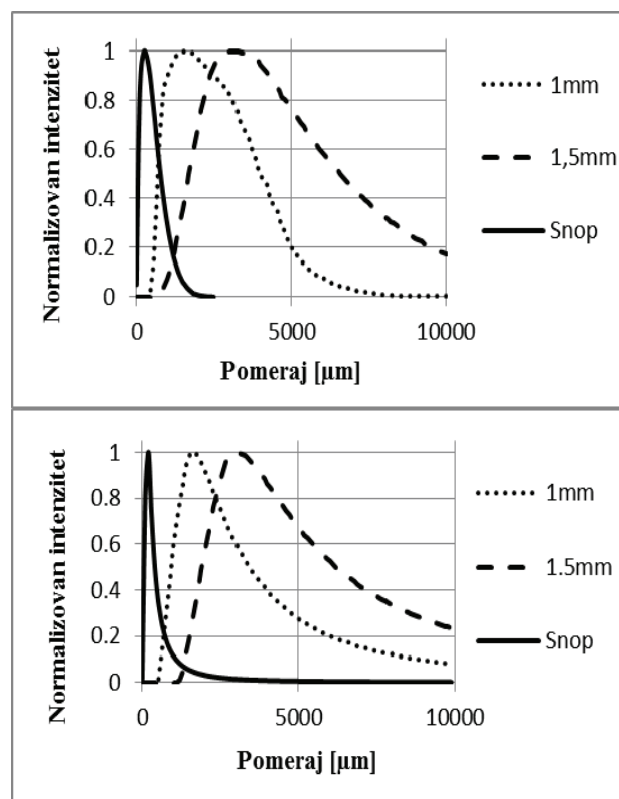 Normalizovan intenzitet
1
0.8
0.6
0.4
0.2
0
0
5000
10000
Pomeraj [µm]
1mm
1,5mm
Snop
Normalizovan intenzitet
1
0.8
0.6
0.4
0.2
0
0
5000
10000
Pomeraj [µm]
1mm
1.5mm
Snop